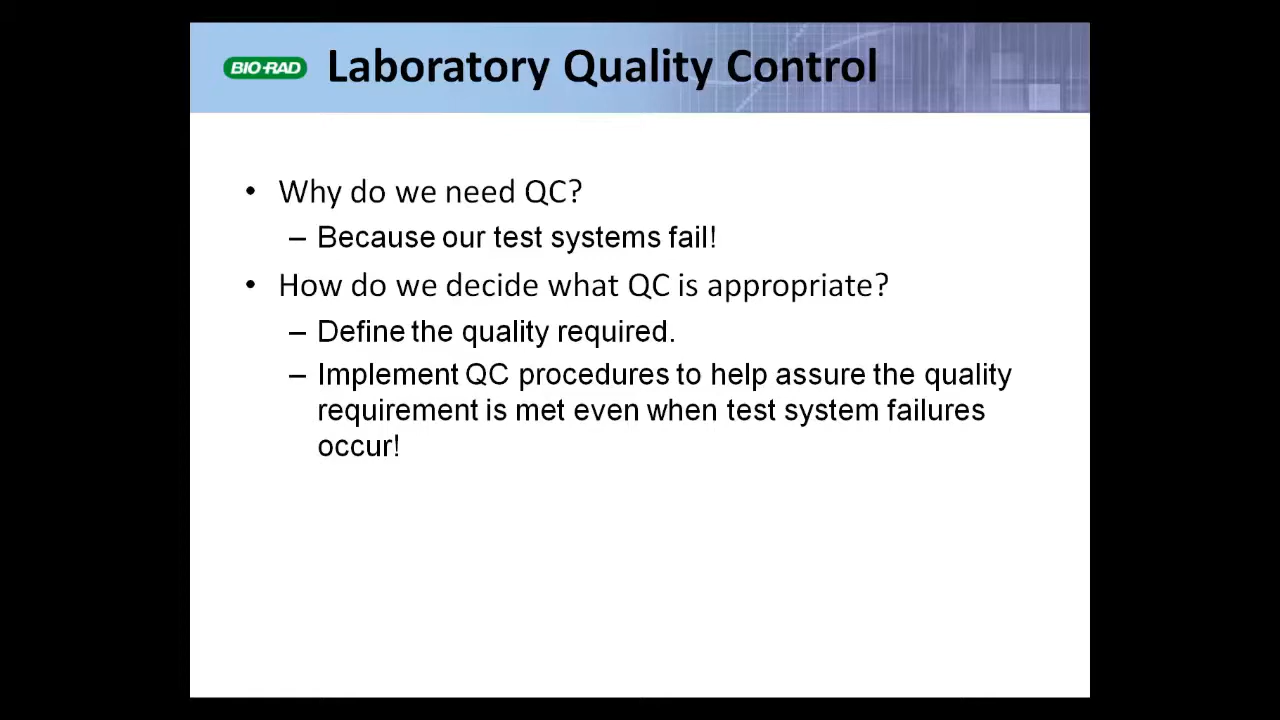 BIO-RAD
Laboratory Quality Control
• Why do we need QC?
– Because our test systems fail!
• How do we decide what QC is appropriate?
– Define the quality required.
– Implement QC procedures to help assure the quality
requirement is met even when test system failures
occur!